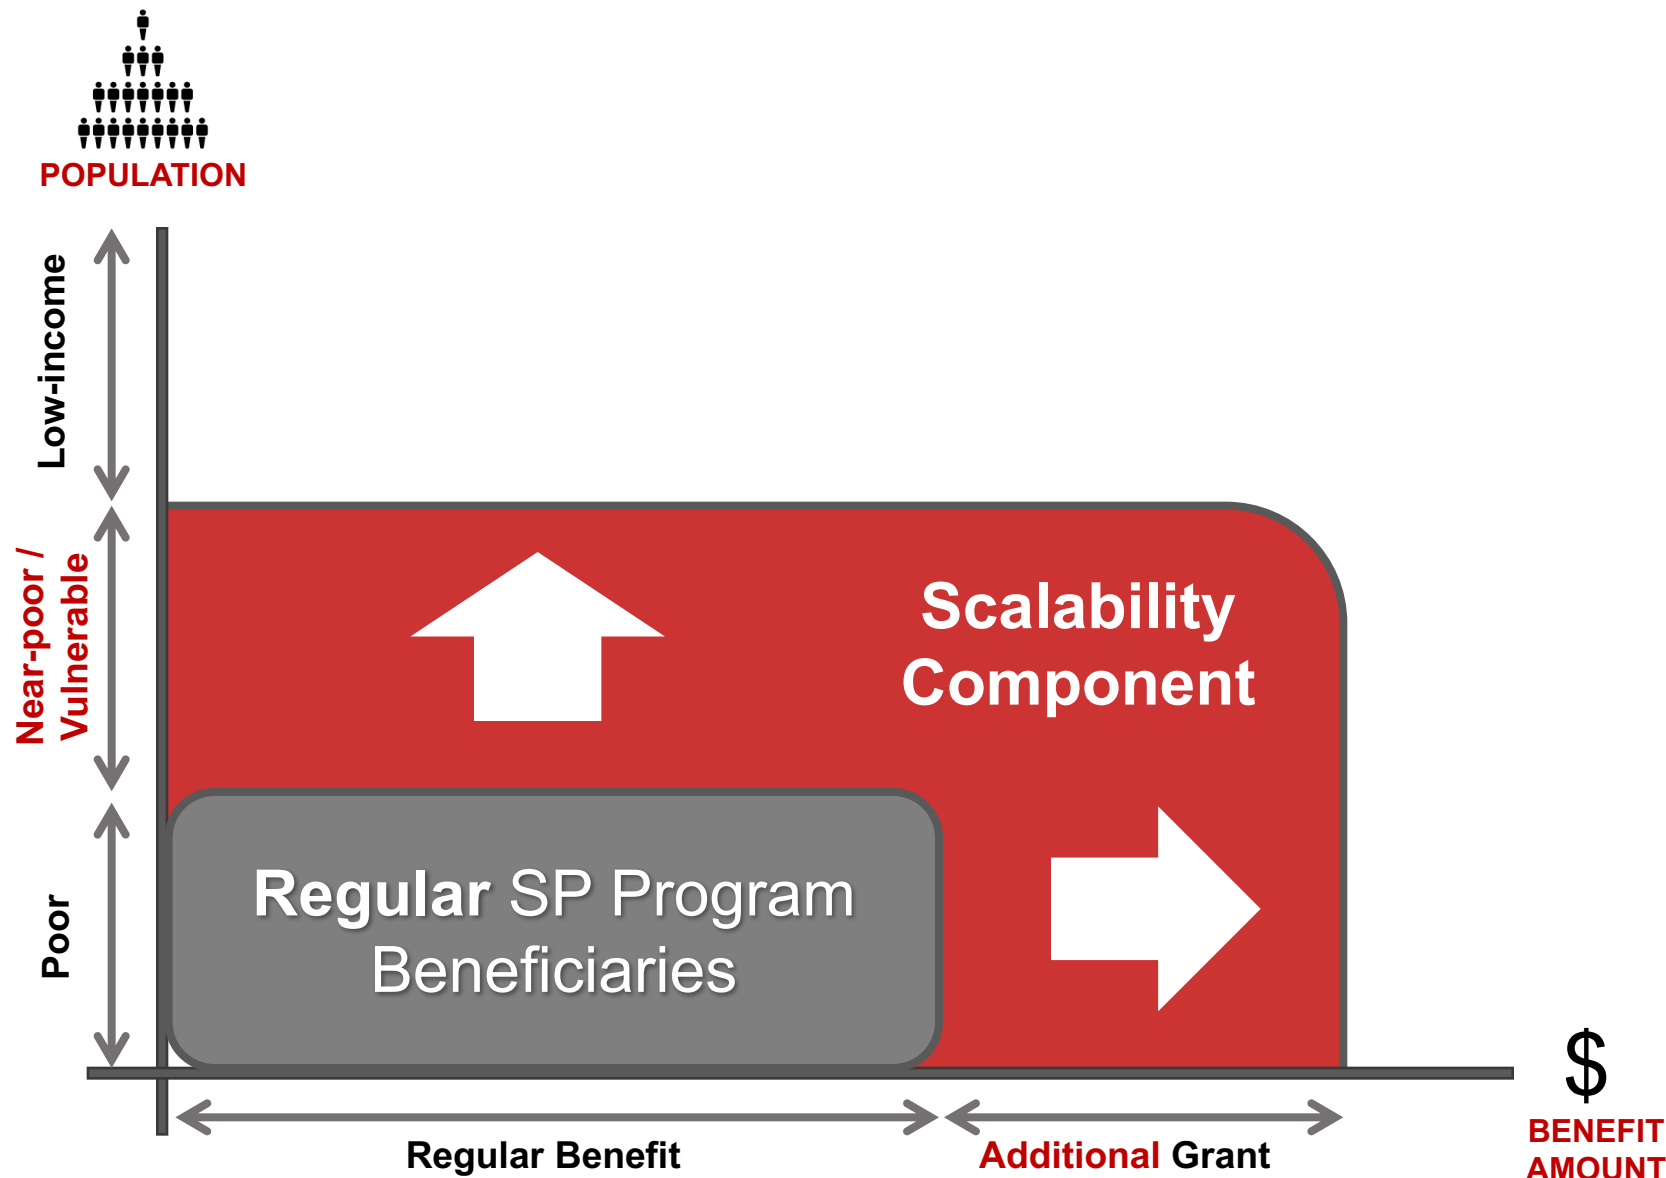 POPULATION
Low-income
Near-poor /
Vulnerable
Poor
Scalability
Component
Regular SP Program
Beneficiaries
Regular Benefit
Additional Grant
$
BENEFIT
AMOUNT